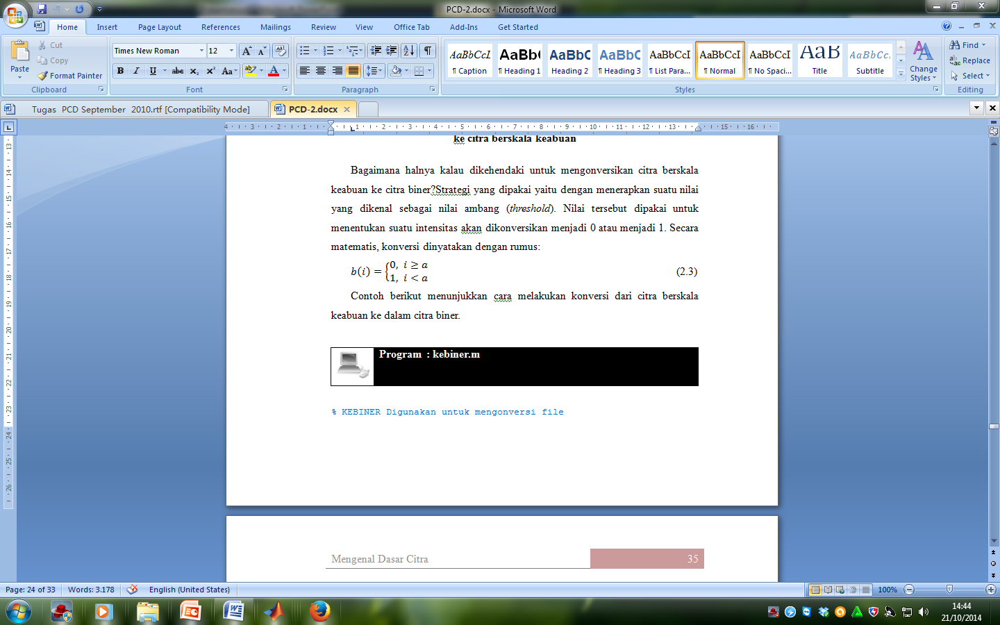 PCD-2.docx - Microsoft Word
Home Insert Page Layout References Mailings Review View Office Tab Add-Ins Get Started
Paste
Cut
Copy
Format Painter
Clipboard
Times New Roman 12
B I U abc x₂ x² Aa
Font
Paragraph
AaBbCcI AaBbC AaBbC AaBbC AaBbCcI AaBbCcI AaBbCcI AaB AaBbCc.
¶ Caption ¶ Heading 1 Heading 2 ¶ Heading 3 ¶ List Para... ¶ Normal ¶ No Spaci... Title Subtitle
Change Styles
Styles
Find
Replace
Select
Editing
Tugas PCD September 2010.rtf [Compatibility Mode] PCD-2.docx
ke citra berskala keabuan
Bagaimana halnya kalau dikehendaki untuk mengonversikan citra berskala
keabuan ke citra biner?Strategi yang dipakai yaitu dengan menerapkan suatu nilai
yang dikenal sebagai nilai ambang (threshold). Nilai tersebut dipakai untuk
menentukan suatu intensitas akan dikonversikan menjadi 0 atau menjadi 1. Secara
matematis, konversi dinyatakan dengan rumus:
b(i) = { 0, i ≥ a
1, i < a (2.3)
Contoh berikut menunjukkan cara melakukan konversi dari citra berskala
keabuan ke dalam citra biner.
Program : kebiner.m
% KEBINER Digunakan untuk mengonversi file
Mengenal Dasar Citra 35
Page: 24 of 33 Words: 3.178 English (United States) 100%
14:44
21/10/2014